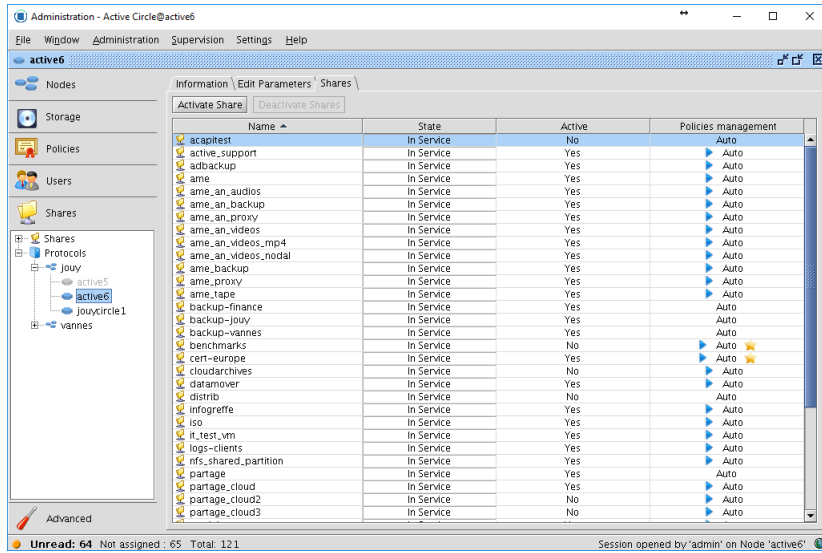 Administration - Active Circle@active6
File Window Administration Supervision Settings Help
active6
Nodes
Storage
Policies
Users
Shares
Shares
Protocols
jouy
active5
active6
jouycircle1
vannes
Advanced
Information Edit Parameters Shares
Activate Share Deactivate Shares
Name State Active Policies management
acapitest In Service No Auto
active_support In Service Yes Auto
adbackup In Service Yes Auto
ame In Service Yes Auto
ame_an_audios In Service Yes Auto
ame_an_backup In Service Yes Auto
ame_an_proxy In Service Yes Auto
ame_an_videos In Service Yes Auto
ame_an_videos_mp4 In Service Yes Auto
ame_an_videos_nodal In Service Yes Auto
ame_backup In Service Yes Auto
ame_proxy In Service Yes Auto
ame_tape In Service Yes Auto
backup-finance In Service Yes Auto
backup-jouy In Service Yes Auto
backup-vannes In Service Yes Auto
benchmarks In Service No Auto
cert-europe In Service Yes Auto
cloudarchives In Service No Auto
datamover In Service Yes Auto
distrib In Service No Auto
infogreffe In Service Yes Auto
iso In Service Yes Auto
it_test_vm In Service Yes Auto
logs-clients In Service Yes Auto
nfs_shared_partition In Service Yes Auto
partage In Service Yes Auto
partage_cloud In Service Yes Auto
partage_cloud2 In Service No Auto
partage_cloud3 In Service No Auto
Unread: 64 Not assigned : 65 Total: 121 Session opened by 'admin' on Node 'active6'